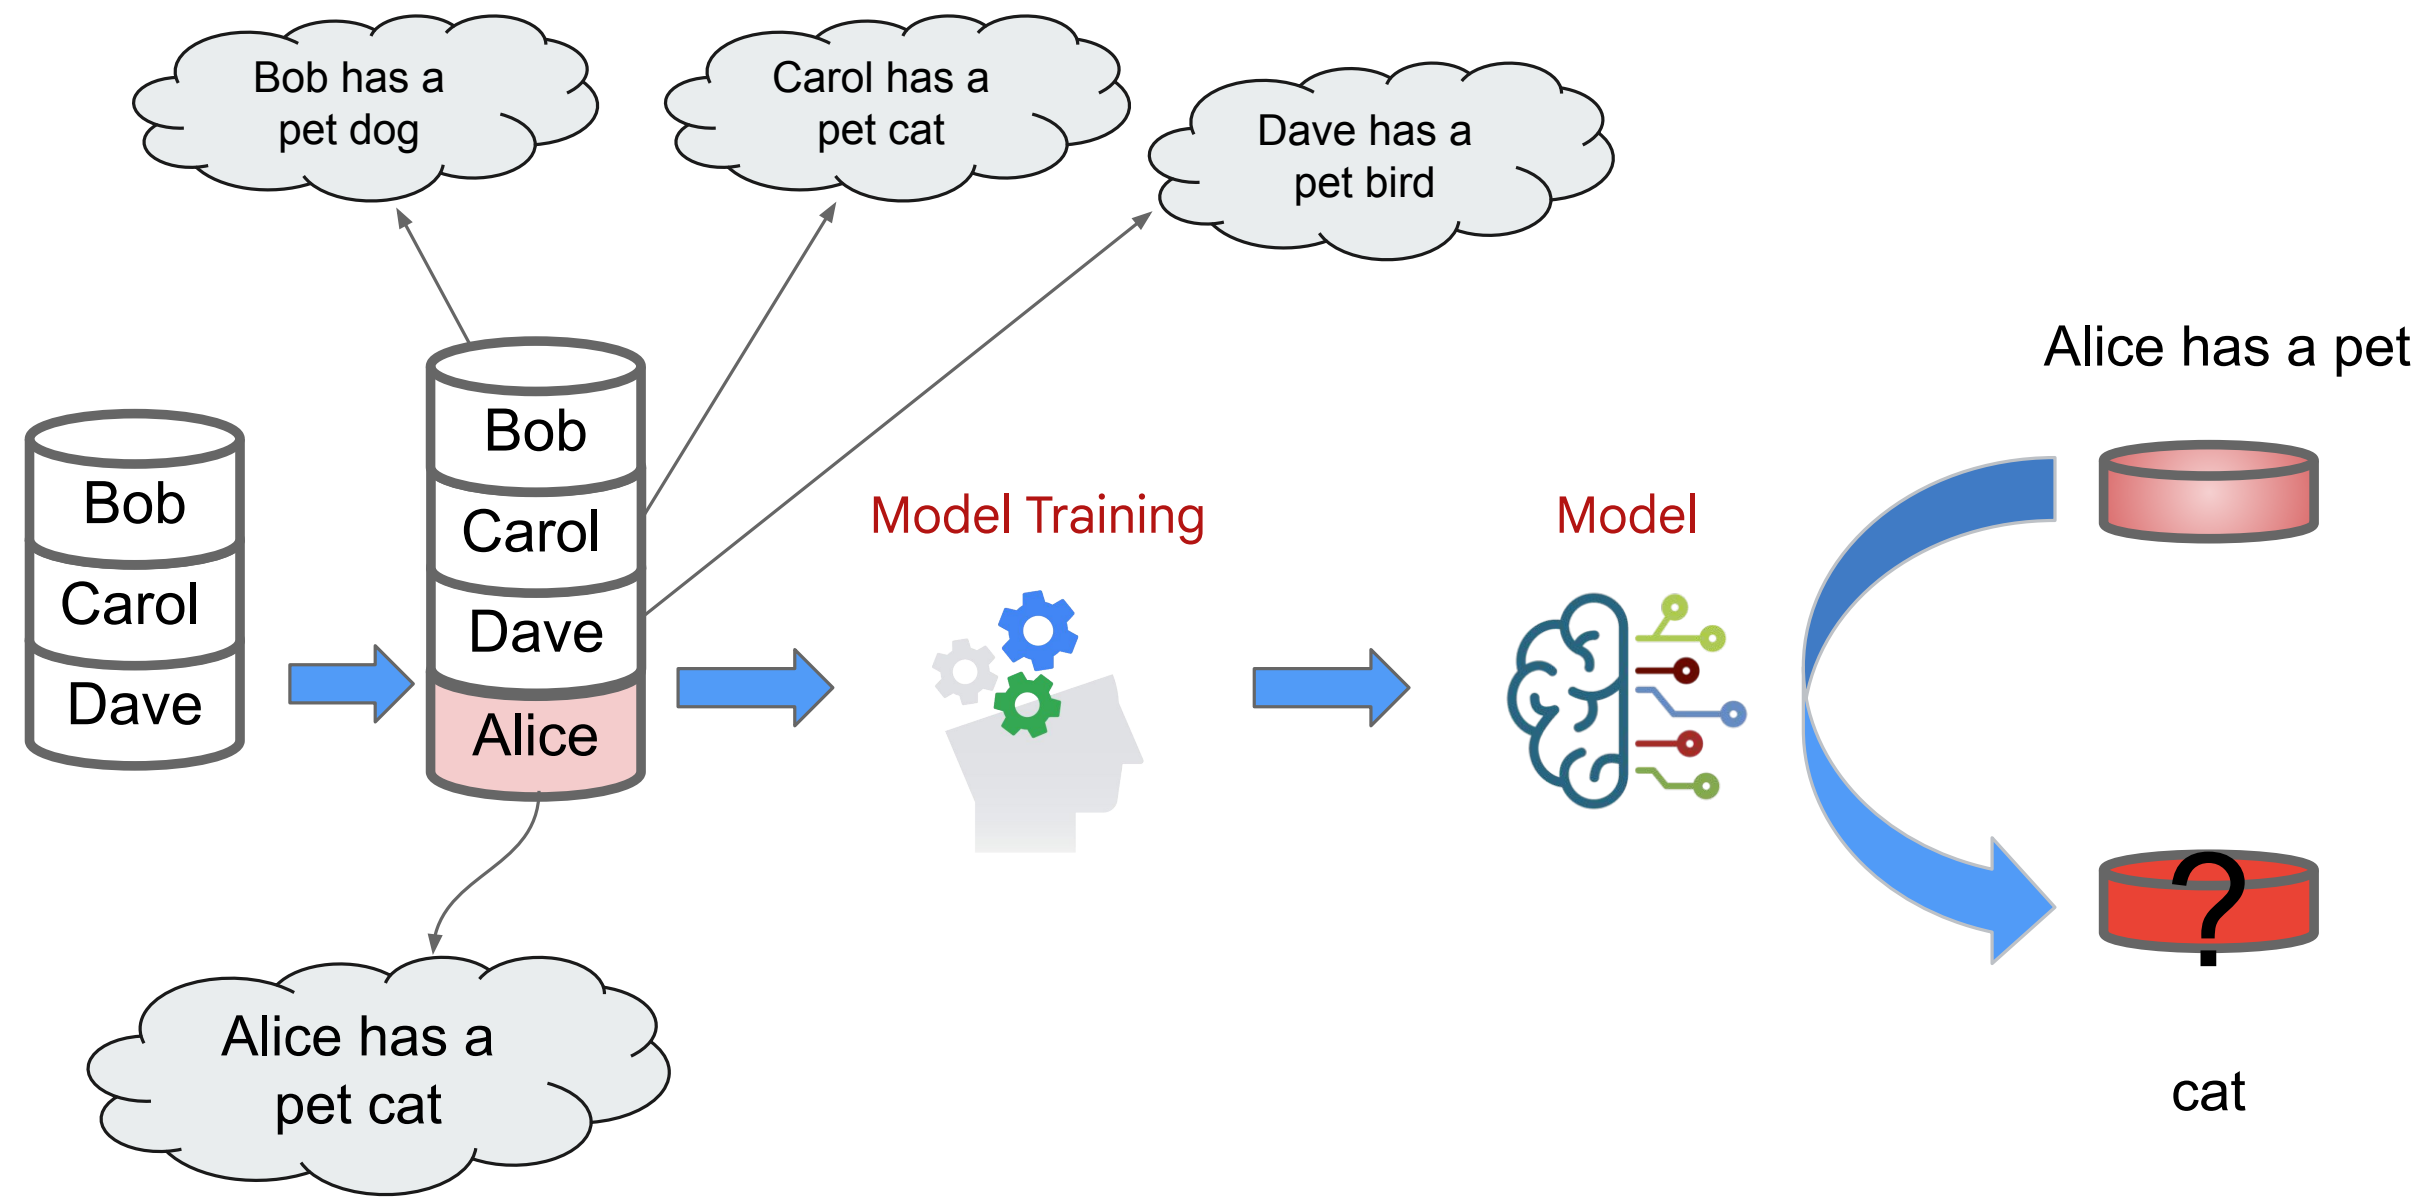 Bob has a
pet dog
Carol has a
pet cat
Dave has a
pet bird
Bob
Carol
Dave
Bob
Carol
Dave
Alice
Alice has a
pet cat
Model Training
Model
Alice has a pet
?
cat